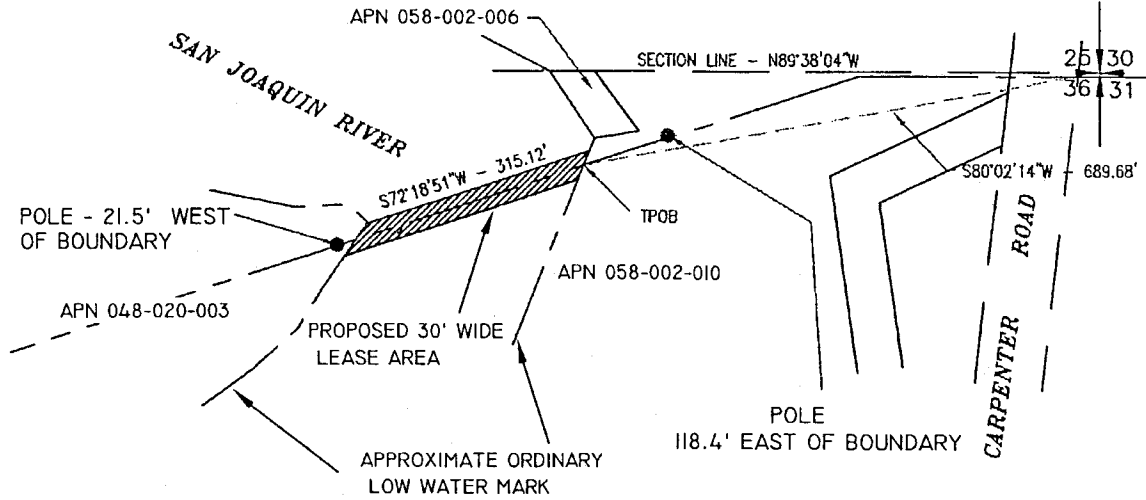 APN 058-002-006
SAN JOAQUIN RIVER
SECTION LINE - N89°38'04"W
25 30
36 31
S72°18'51"W - 315.12'
S80°02'14"W - 689.68'
POLE - 21.5' WEST
OF BOUNDARY
TPOB
APN 058-002-010
APN 048-020-003
PROPOSED 30' WIDE
LEASE AREA
CARPENTER ROAD
POLE
118.4' EAST OF BOUNDARY
APPROXIMATE ORDINARY
LOW WATER MARK